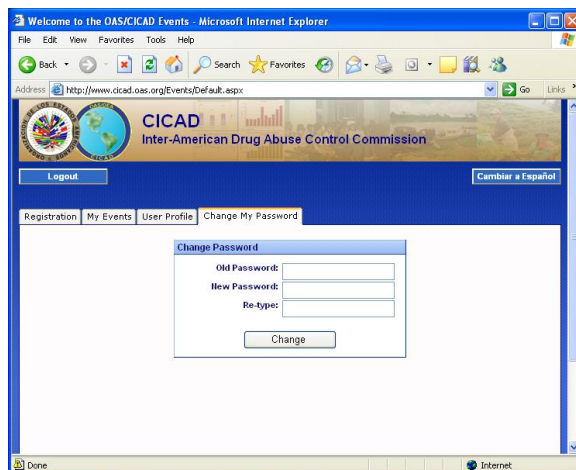 Welcome to the OAS/CICAD Events - Microsoft Internet Explorer
File Edit View Favorites Tools Help
Back Search Favorites
Address http://www.cicad.oas.org/Events/Default.aspx Go Links
CICAD
Inter-American Drug Abuse Control Commission
Logout Cambiar a Español
Registration My Events User Profile Change My Password
Change Password
Old Password:
New Password:
Re-type:
Change
Done Internet